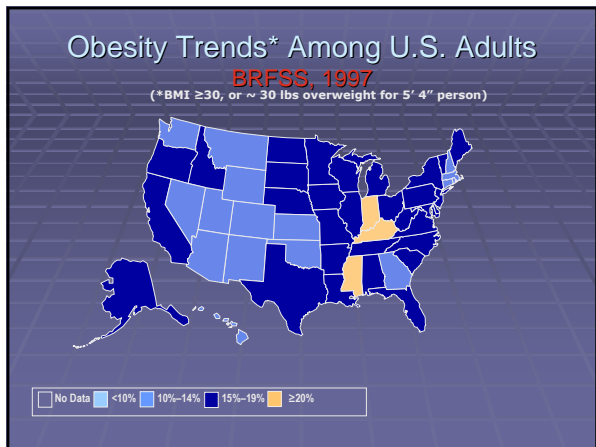 Obesity Trends* Among U.S. Adults
BRFSS, 1997
(*BMI ≥30, or ~ 30 lbs overweight for 5’ 4” person)
No Data <10% 10%–14% 15%–19% ≥20%